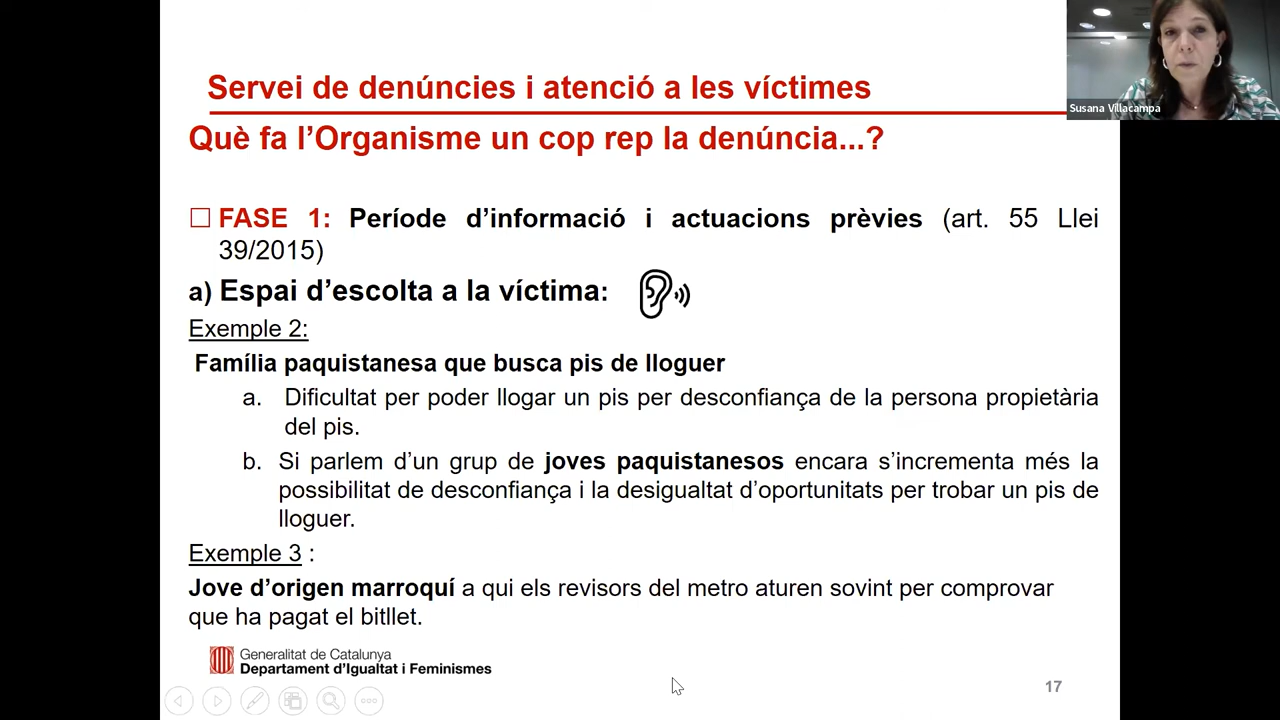 Servei de denúncies i atenció a les víctimes
Susana Villacampa
Què fa l’Organisme un cop rep la denúncia...?
FASE 1: Període d’informació i actuacions prèvies (art. 55 Llei
39/2015)
a) Espai d’escolta a la víctima:
Exemple 2:
Família paquistanesa que busca pis de lloguer
a. Dificultat per poder llogar un pis per desconfiança de la persona propietària
del pis.
b. Si parlem d’un grup de joves paquistanesos encara s’incrementa més la
possibilitat de desconfiança i la desigualtat d’oportunitats per trobar un pis de
lloguer.
Exemple 3 :
Jove d’origen marroquí a qui els revisors del metro aturen sovint per comprovar
que ha pagat el bitllet.
Generalitat de Catalunya
Departament d’Igualtat i Feminismes
17